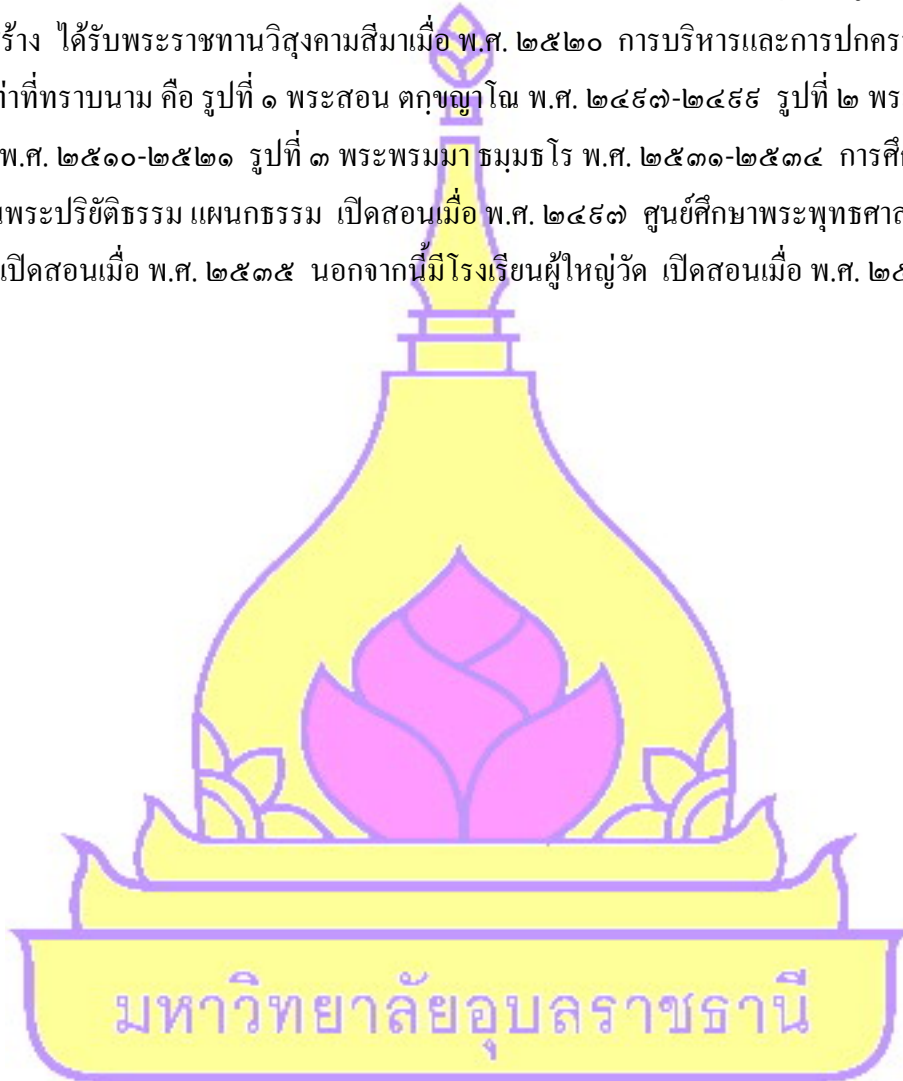 ร้าง ได้รับพระราชทานวิสุงคามสีมาเมื่อ พ.ศ. ๒๕๒๐ การบริหารและการปกคร
ที่ทราบนาม คือ รูปที่ ๑ พระสอน ตกฺขญาโณ พ.ศ. ๒๔๙๗-๒๔๙๙ รูปที่ ๒ พร
พ.ศ. ๒๕๑๐-๒๕๒๑ รูปที่ ๓ พระพรมมา ธมฺมธโร พ.ศ. ๒๕๓๑-๒๕๓๔ การศึ
พระปริยัติธรรม แผนกธรรม เปิดสอนเมื่อ พ.ศ. ๒๔๙๗ ศูนย์ศึกษาพระพุทธศาส
เปิดสอนเมื่อ พ.ศ. ๒๕๓๕ นอกจากนี้มีโรงเรียนผู้ใหญ่วัด เปิดสอนเมื่อ พ.ศ. ๒๕
มหาวิทยาลัยอุบลราชธานี